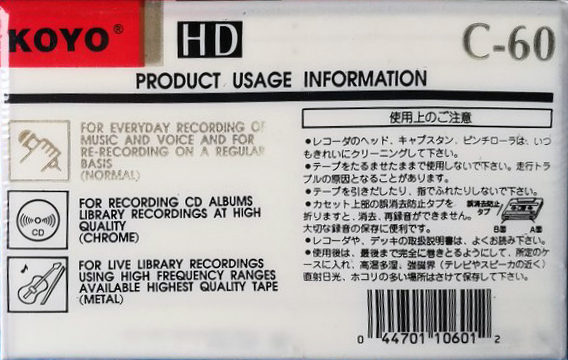 KOYO®
HD
C-60
PRODUCT USAGE INFORMATION
FOR EVERYDAY RECORDING OF
MUSIC AND VOICE AND FOR
RE-RECORDING ON A REGULAR
BASIS
(NORMAL)
CD
FOR RECORDING CD ALBUMS
LIBRARY RECORDINGS AT HIGH
QUALITY
(CHROME)
FOR LIVE LIBRARY RECORDINGS
USING HIGH FREQUENCY RANGES
AVAILABLE HIGHEST QUALITY TAPE
(METAL)
使用上のご注意
●レコーダのヘッド、キャプスタン、ピンチローラは、いつ
もきれいにクリーニングして下さい。
●テープをたるませたままで使用しないで下さい。走行トラ
ブルの原因となることがあります。
●テープを引きだしたり、指でふれたりしないで下さい。
●カセット上部の誤消去防止タブを
折りますと、消去、再録音ができません。
大切な録音の保存に便利です。
誤消去防止
タブ
B面 A面
●レコーダや、デッキの取扱説明書は、よくお読み下さい。
●使用後は、最後まで完全に巻きとるようにして、所定のケ
ースに入れ、高温多湿、強磁界（テレビやスピーカの近く）
直射日光、ホコリの多い場所はさけて保存して下さい。
0 44701 10601 2